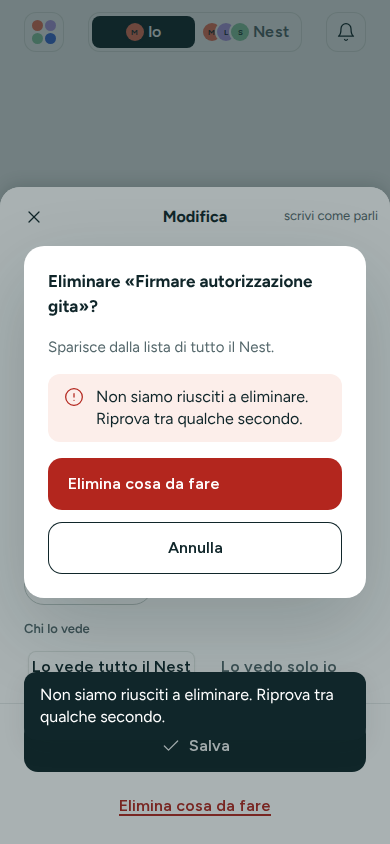 M Io
M L S Nest
Modifica
scrivi come parli
Eliminare «Firmare autorizzazione
gita»?
Sparisce dalla lista di tutto il Nest.
Non siamo riusciti a eliminare.
Riprova tra qualche secondo.
Elimina cosa da fare
Annulla
Chi lo vede
Lo vede tutto il Nest
Lo vedo solo io
Non siamo riusciti a eliminare. Riprova tra
qualche secondo.
Salva
Elimina cosa da fare